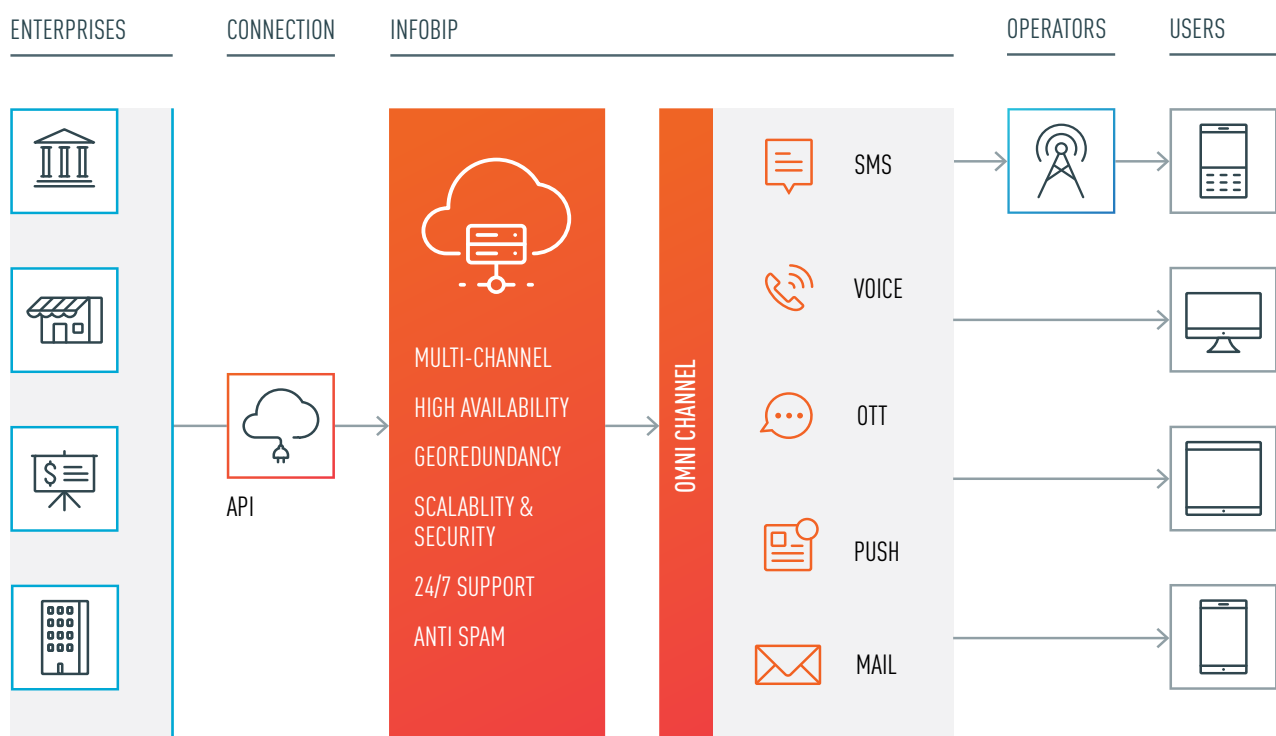 ENTERPRISES
CONNECTION
INFOBIP
OPERATORS
USERS
API
MULTI-CHANNEL
HIGH AVAILABILITY
GEOREDUNDANCY
SCALABLITY &
SECURITY
24/7 SUPPORT
ANTI SPAM
OMNI CHANNEL
SMS
VOICE
OTT
PUSH
MAIL
$